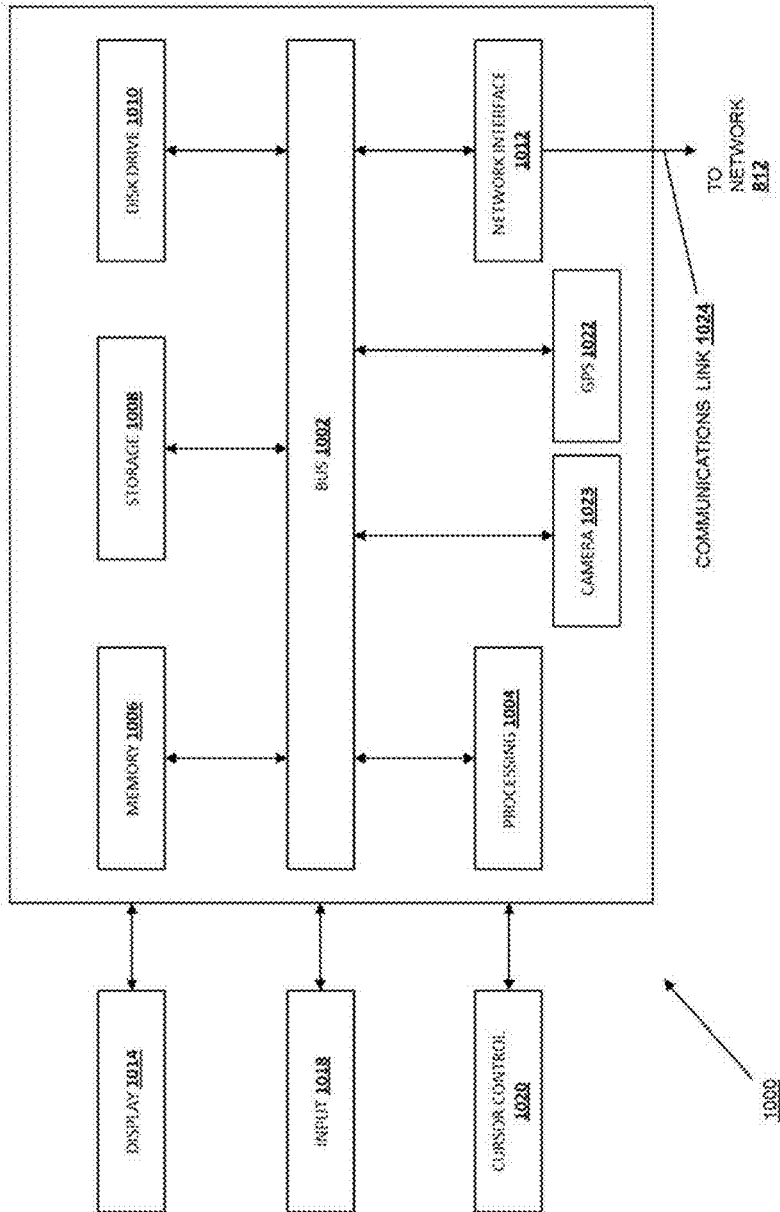 DISPLAY 1014
MEMORY 1006
STORAGE 1008
DISK DRIVE 1010
INPUT 1018
BUS 1002
CURSOR CONTROL
1020
PROCESSING 1004
CAMERA 1023
GPS 1022
NETWORK INTERFACE
1012
COMMUNICATIONS LINK 1024
TO
NETWORK
812
1000